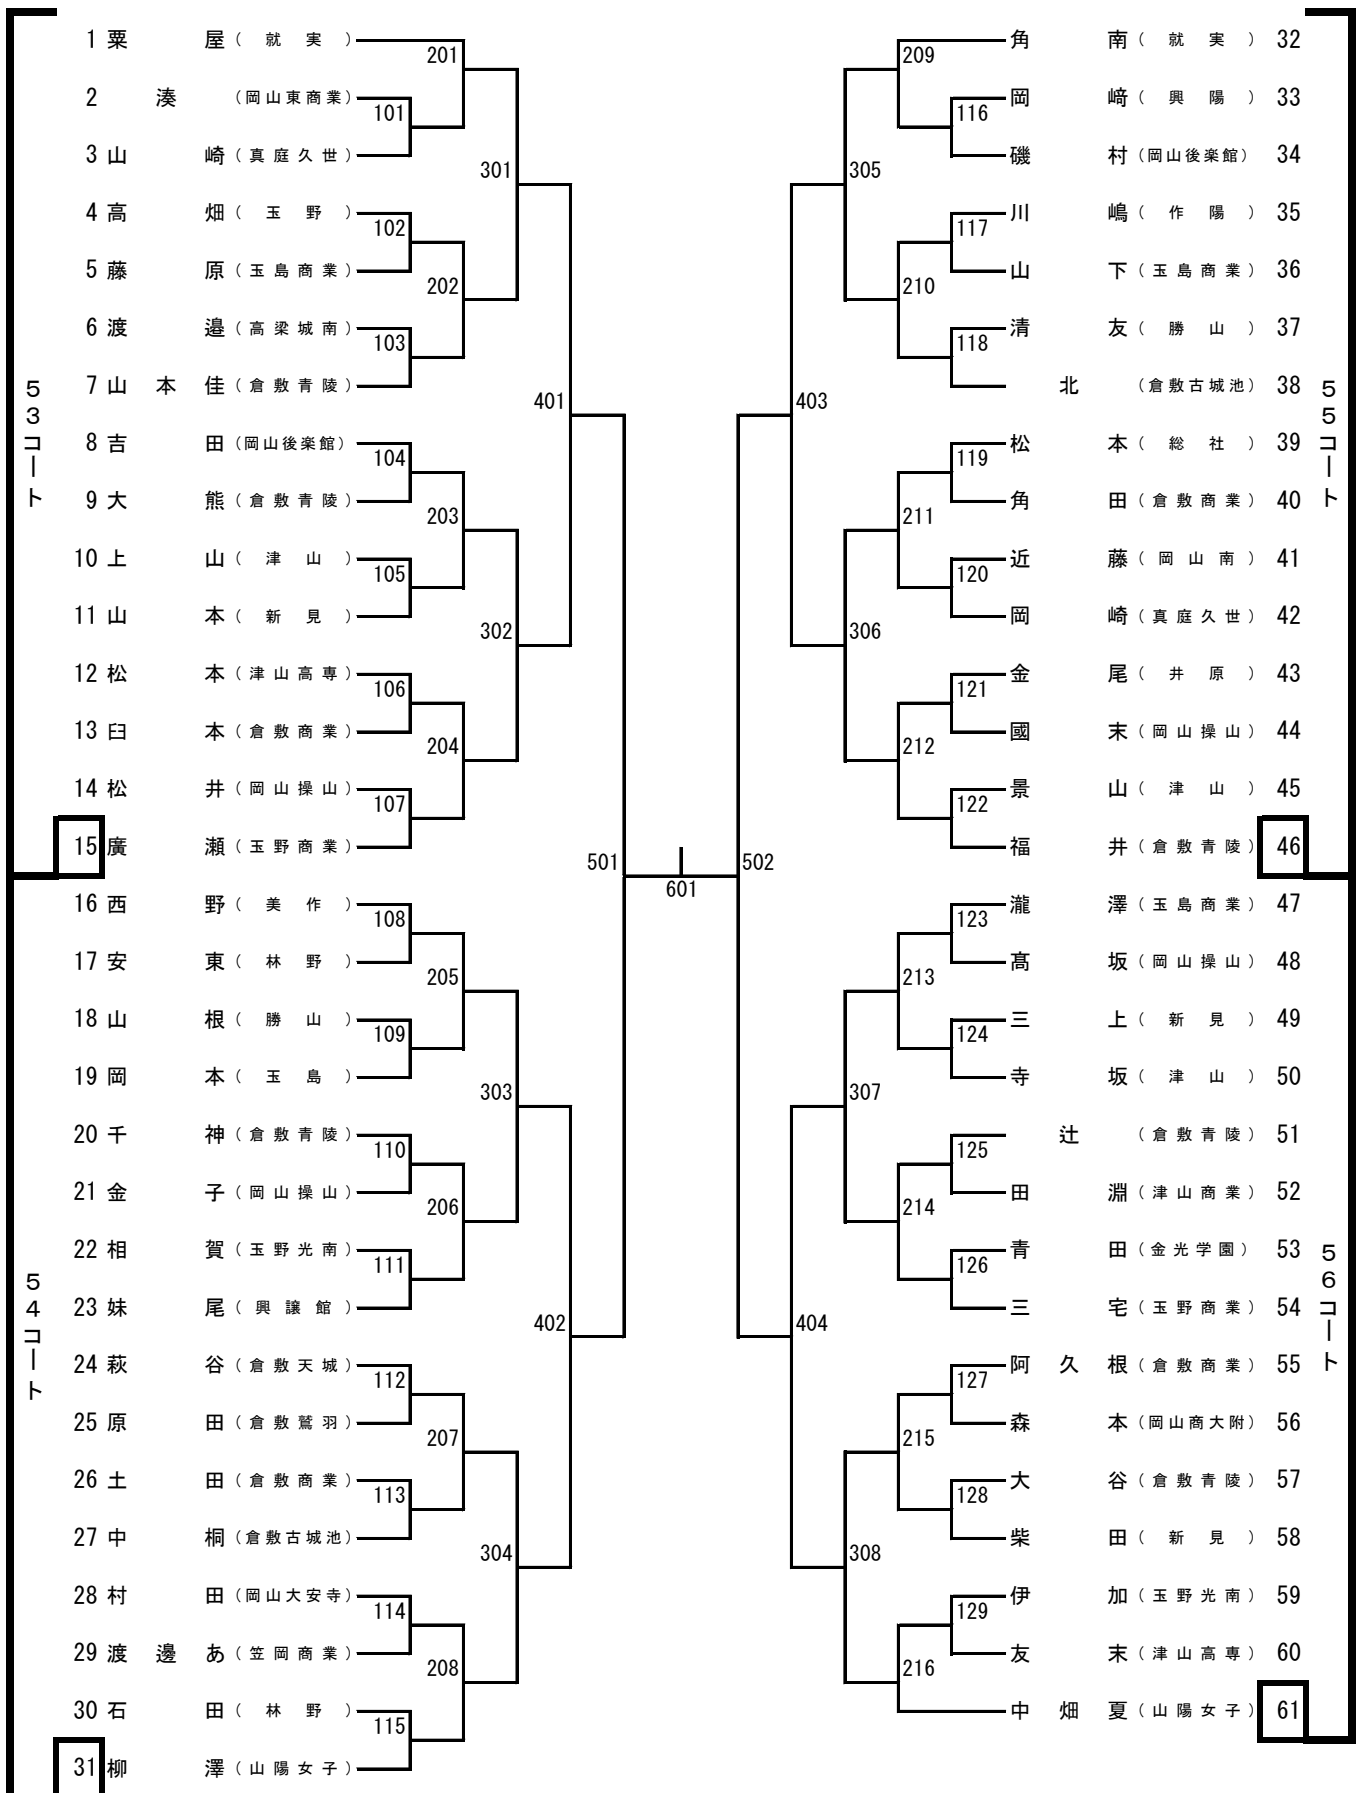 53コート
1 粟屋（就実）
2 湊（岡山東商業）
3 山崎（真庭久世）
4 高畑（玉野）
5 藤原（玉島商業）
6 渡邉（高梁城南）
7 山本佳（倉敷青陵）
8 吉田（岡山後楽館）
9 大熊（倉敷青陵）
10 上山（津山）
11 山本（新見）
12 松本（津山高専）
13 臼本（倉敷商業）
14 松井（岡山操山）
15 廣瀬（玉野商業）
54コート
16 西野（美作）
17 安東（林野）
18 山根（勝山）
19 岡本（玉島）
20 千神（倉敷青陵）
21 金子（岡山操山）
22 相賀（玉野光南）
23 妹尾（興譲館）
24 萩谷（倉敷天城）
25 原田（倉敷鷲羽）
26 土田（倉敷商業）
27 中桐（倉敷古城池）
28 村田（岡山大安寺）
29 渡邊あ（笠岡商業）
30 石田（林野）
31 柳澤（山陽女子）
101
102
103
104
105
106
107
108
109
110
111
112
113
114
115
201
202
203
204
205
206
207
208
301
302
303
304
401
402
501
601
502
403
404
305
306
307
308
209
210
211
212
213
214
215
216
116
117
118
119
120
121
122
123
124
125
126
127
128
129
55コート
角南（就実） 32
岡﨑（興陽） 33
磯村（岡山後楽館） 34
川嶋（作陽） 35
山下（玉島商業） 36
清友（勝山） 37
北（倉敷古城池） 38
松本（総社） 39
角田（倉敷商業） 40
近藤（岡山南） 41
岡崎（真庭久世） 42
金尾（井原） 43
國末（岡山操山） 44
景山（津山） 45
福井（倉敷青陵） 46
56コート
瀧澤（玉島商業） 47
髙坂（岡山操山） 48
三上（新見） 49
寺坂（津山） 50
辻（倉敷青陵） 51
田淵（津山商業） 52
青田（金光学園） 53
三宅（玉野商業） 54
阿久根（倉敷商業） 55
森本（岡山商大附） 56
大谷（倉敷青陵） 57
柴田（新見） 58
伊加（玉野光南） 59
友末（津山高専） 60
中畑夏（山陽女子） 61